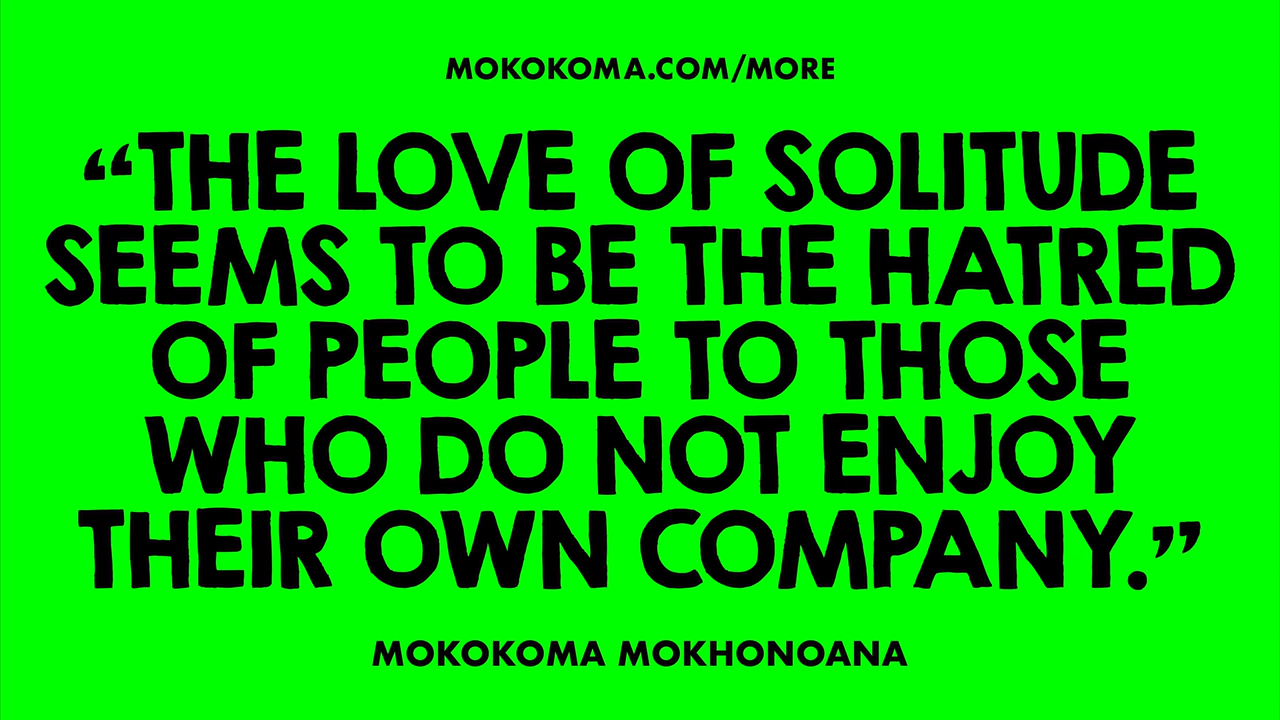 MOKOKOMA.COM/MORE
“THE LOVE OF SOLITUDE
SEEMS TO BE THE HATRED
OF PEOPLE TO THOSE
WHO DO NOT ENJOY
THEIR OWN COMPANY.”
MOKOKOMA MOKHONOANA